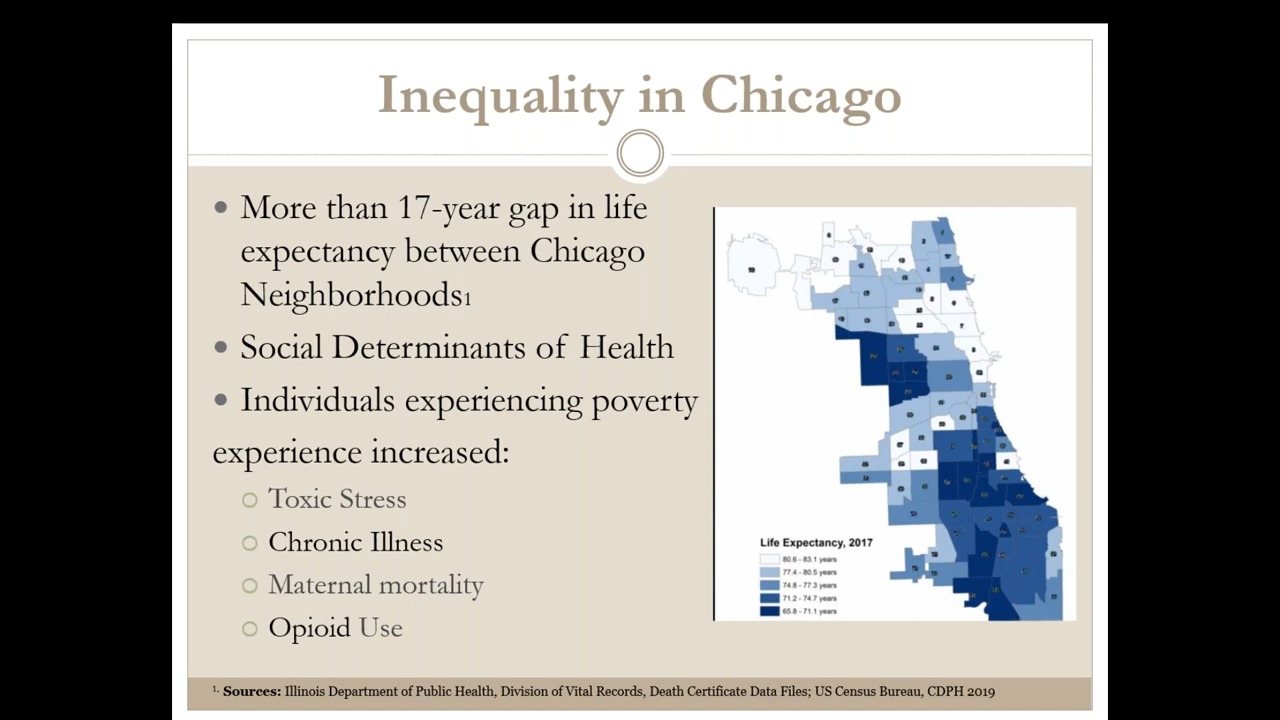 Inequality in Chicago
• More than 17-year gap in life
expectancy between Chicago
Neighborhoods1
• Social Determinants of Health
• Individuals experiencing poverty
experience increased:
○ Toxic Stress
○ Chronic Illness
○ Maternal mortality
○ Opioid Use
Life Expectancy, 2017
80.6 - 83.1 years
77.4 - 80.5 years
74.8 - 77.3 years
71.2 - 74.7 years
65.8 - 71.1 years
1. Sources: Illinois Department of Public Health, Division of Vital Records, Death Certificate Data Files; US Census Bureau, CDPH 2019